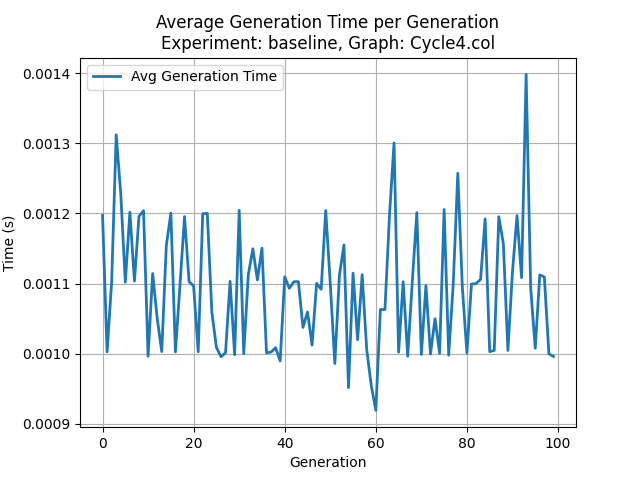 Average Generation Time per Generation
Experiment: baseline, Graph: Cycle4.col
Avg Generation Time
0.0014
0.0013
0.0012
0.0011
0.0010
0.0009
Time (s)
0 20 40 60 80 100
Generation